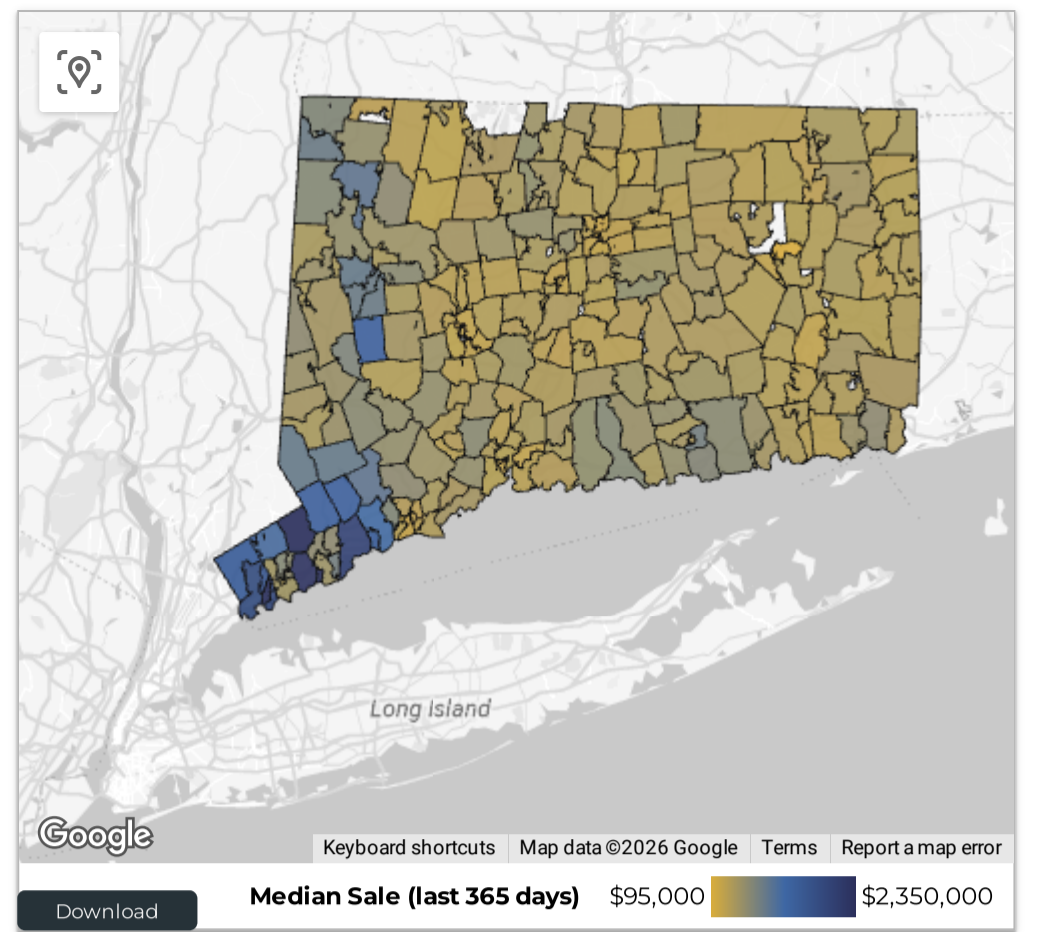 Long Island
Google
Keyboard shortcuts
Map data ©2026 Google
Terms
Report a map error
Download
Median Sale (last 365 days)
$95,000
$2,350,000